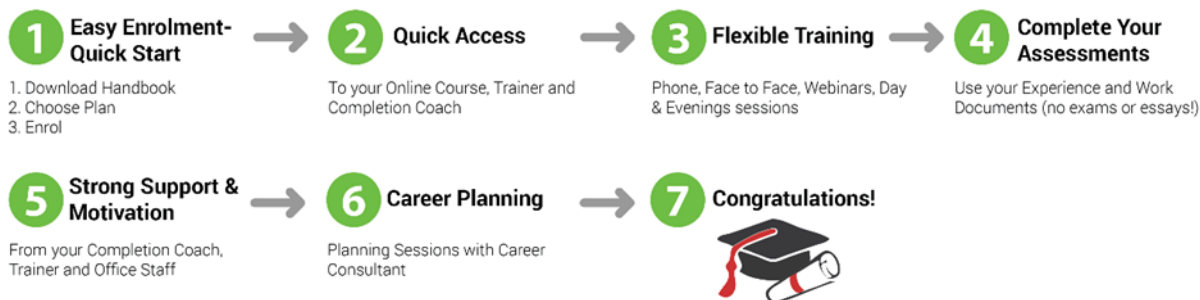 1
Easy Enrolment-
Quick Start
1. Download Handbook
2. Choose Plan
3. Enrol
2
Quick Access
To your Online Course, Trainer and
Completion Coach
3
Flexible Training
Phone, Face to Face, Webinars, Day
& Evenings sessions
4
Complete Your
Assessments
Use your Experience and Work
Documents (no exams or essays!)
5
Strong Support &
Motivation
From your Completion Coach,
Trainer and Office Staff
6
Career Planning
Planning Sessions with Career
Consultant
7
Congratulations!